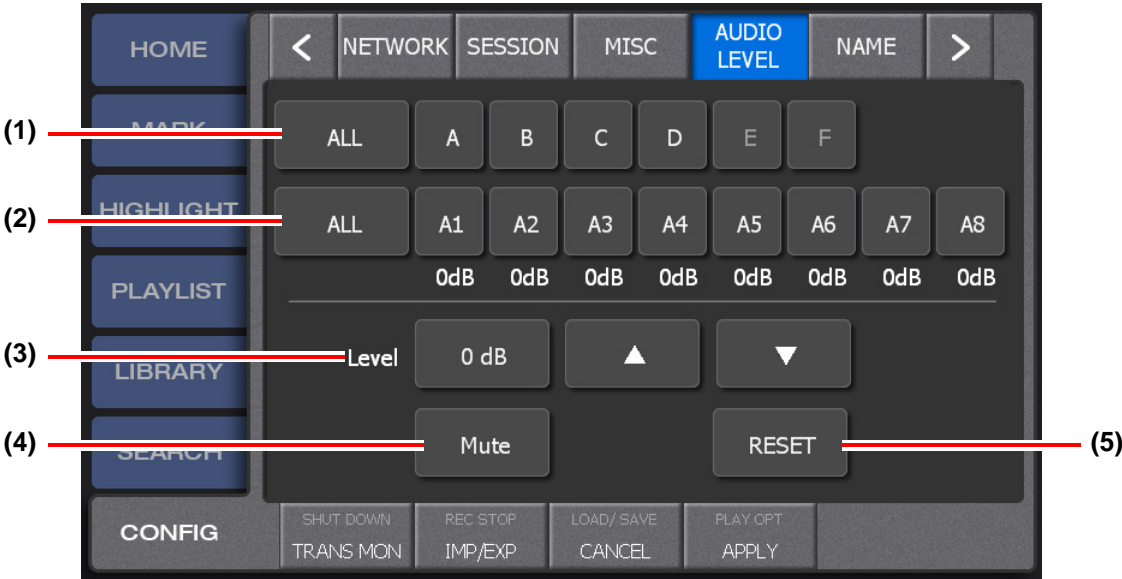 HOME
NETWORK SESSION MISC AUDIO LEVEL NAME
(1) MARK ALL A B C D E F
(2) HIGHLIGHT ALL A1 A2 A3 A4 A5 A6 A7 A8
0dB 0dB 0dB 0dB 0dB 0dB 0dB 0dB
PLAYLIST
(3) Level 0 dB
LIBRARY
(4) Mute RESET (5)
SEARCH
CONFIG
SHUT DOWN REC STOP LOAD/ SAVE PLAY OPT
TRANS MON IMP/EXP CANCEL APPLY